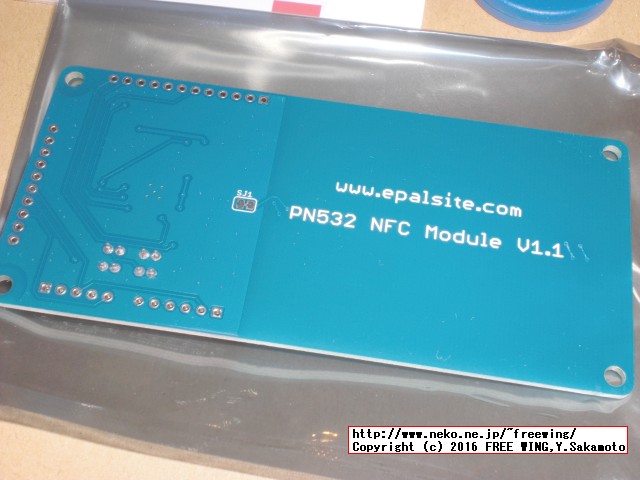 SJ1
www.epalsite.com
PN532 NFC Module V1.1
http://www.neko.ne.jp/~freewing/
Copyright (c) 2016 FREE WING,Y.Sakamoto